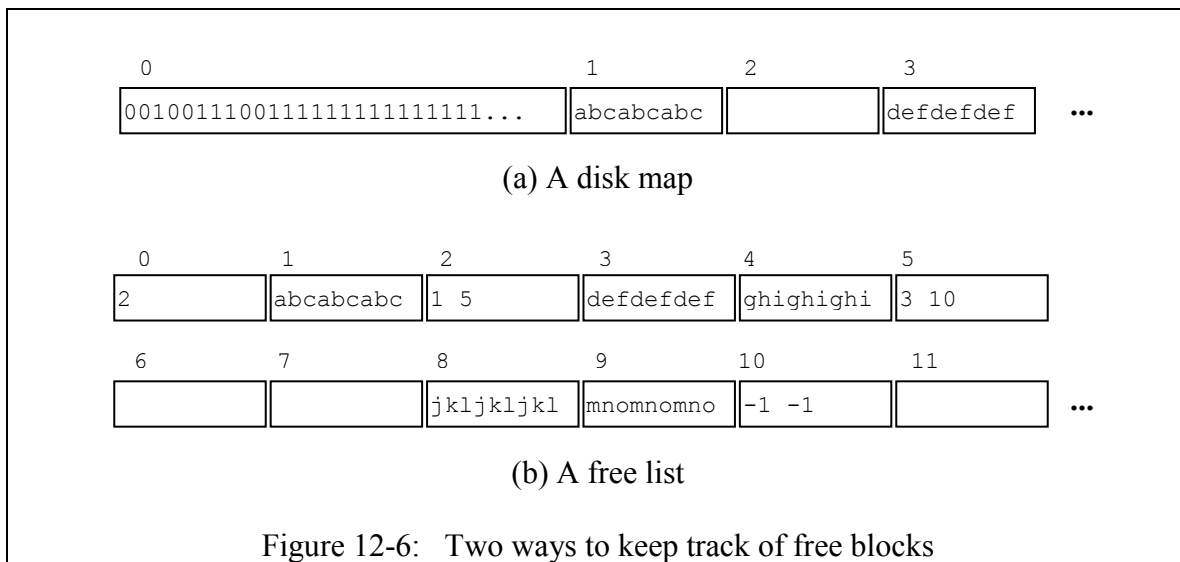 0 1 2 3
0010011100111111111111111... abcabcabc defdefdef ...
(a) A disk map
0 1 2 3 4 5
2 abcabcabc 1 5 defdefdef ghighighi 3 10
6 7 8 9 10 11
jkljkljkl mnomnomno -1 -1 ...
(b) A free list
Figure 12-6: Two ways to keep track of free blocks